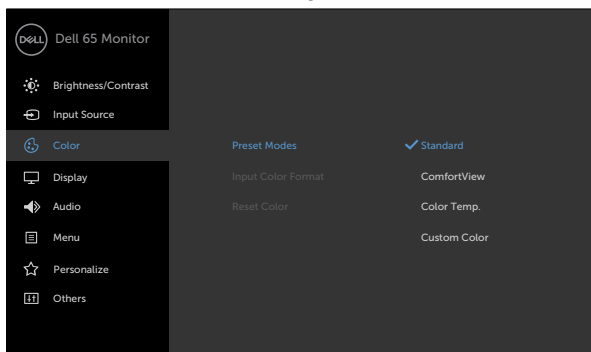 DELL Dell 65 Monitor
Brightness/Contrast
Input Source
Color Preset Modes Standard
Input Color Format ComfortView
Display
Audio Reset Color Color Temp.
Menu Custom Color
Personalize
Others